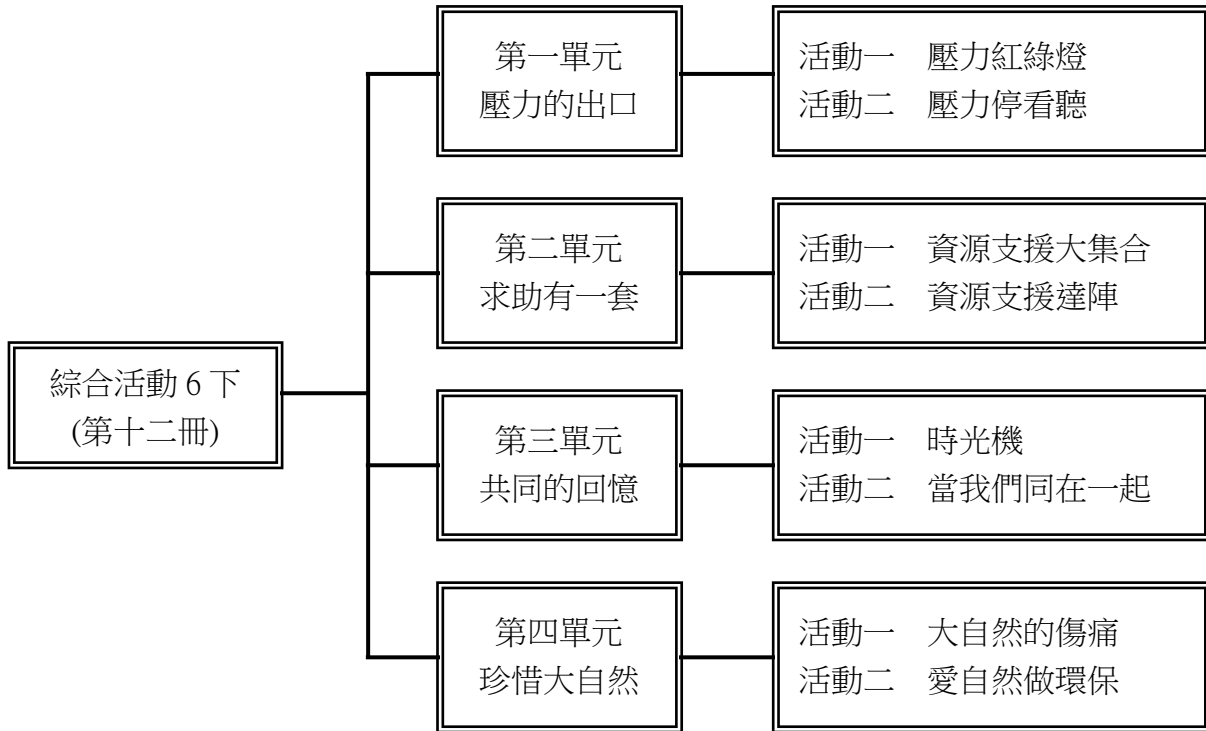 第一單元
壓力的出口
活動一　壓力紅綠燈
活動二　壓力停看聽
第二單元
求助有一套
活動一　資源支援大集合
活動二　資源支援達陣
綜合活動 6 下
(第十二冊)
第三單元
共同的回憶
活動一　時光機
活動二　當我們同在一起
第四單元
珍惜大自然
活動一　大自然的傷痛
活動二　愛自然做環保